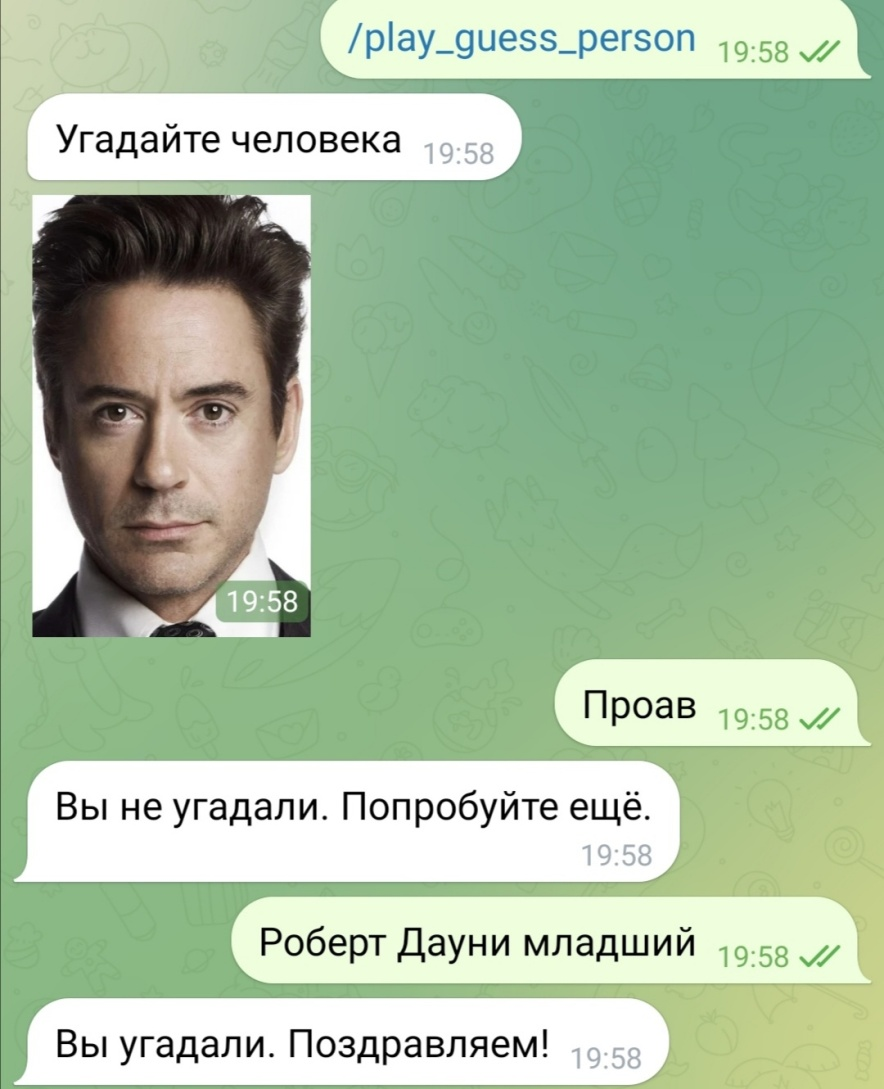 /play_guess_person 19:58
Угадайте человека 19:58
19:58
Проав 19:58
Вы не угадали. Попробуйте ещё.
19:58
Роберт Дауни младший 19:58
Вы угадали. Поздравляем! 19:58